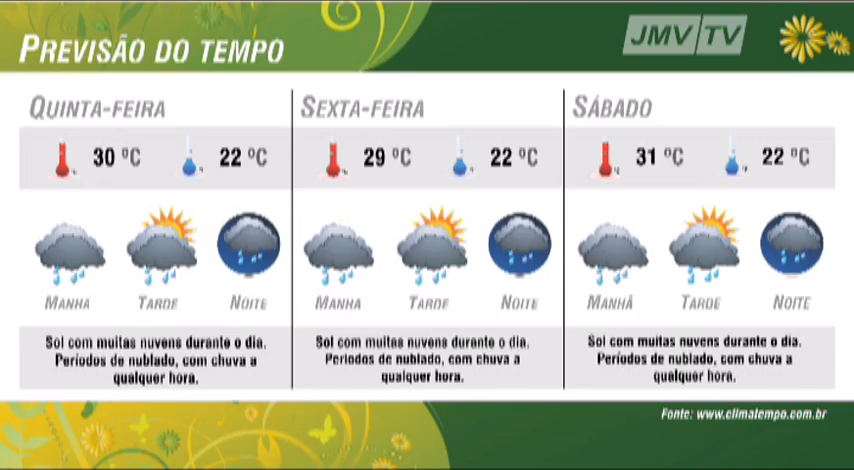 PREVISÃO DO TEMPO
JMV TV
QUINTA-FEIRA
30 ºC
22 ºC
MANHÃ
TARDE
NOITE
Sol com muitas nuvens durante o dia.
Períodos de nublado, com chuva a
qualquer hora.
SEXTA-FEIRA
29 ºC
22 ºC
MANHÃ
TARDE
NOITE
Sol com muitas nuvens durante o dia.
Períodos de nublado, com chuva a
qualquer hora.
SÁBADO
31 ºC
22 ºC
MANHÃ
TARDE
NOITE
Sol com muitas nuvens durante o dia.
Períodos de nublado, com chuva a
qualquer hora.
Fonte: www.climatempo.com.br